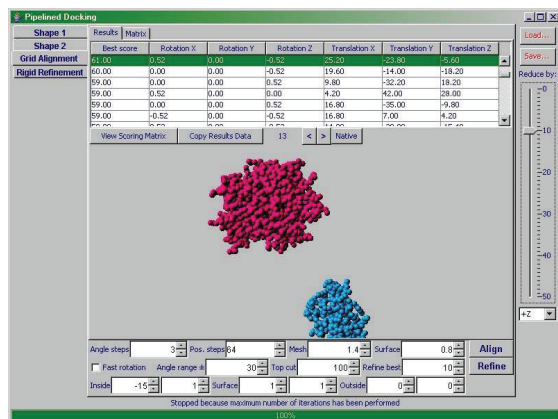 Pipelined Docking
Shape 1
Shape 2
Grid Alignment
Rigid Refinement
Results Matrix
Best score Rotation X Rotation Y Rotation Z Translation X Translation Y Translation Z
61.00 0.52 0.00 -0.52 25.20 -23.80 -5.60
60.00 0.00 0.00 -0.52 19.60 -14.00 -18.20
59.00 0.00 0.00 0.52 9.80 -32.20 18.20
59.00 0.52 0.00 0.00 4.20 42.00 28.00
59.00 0.00 0.00 0.52 16.80 -35.00 -9.80
59.00 -0.52 0.00 -0.52 16.80 7.00 4.20
View Scoring Matrix Copy Results Data 13 < > Native
Load...
Save...
Reduce by:
-0
-10
-20
-30
-40
-50
+Z
Angle steps 3 Pos. steps 64 Mesh 1.4 Surface 0.8 Align
Fast rotation Angle range 30 Top cut 100 Refine best 10 Refine
Inside -15 1 Surface 1 1 Outside 0 0
Stopped because maximum number of iterations has been performed
100%